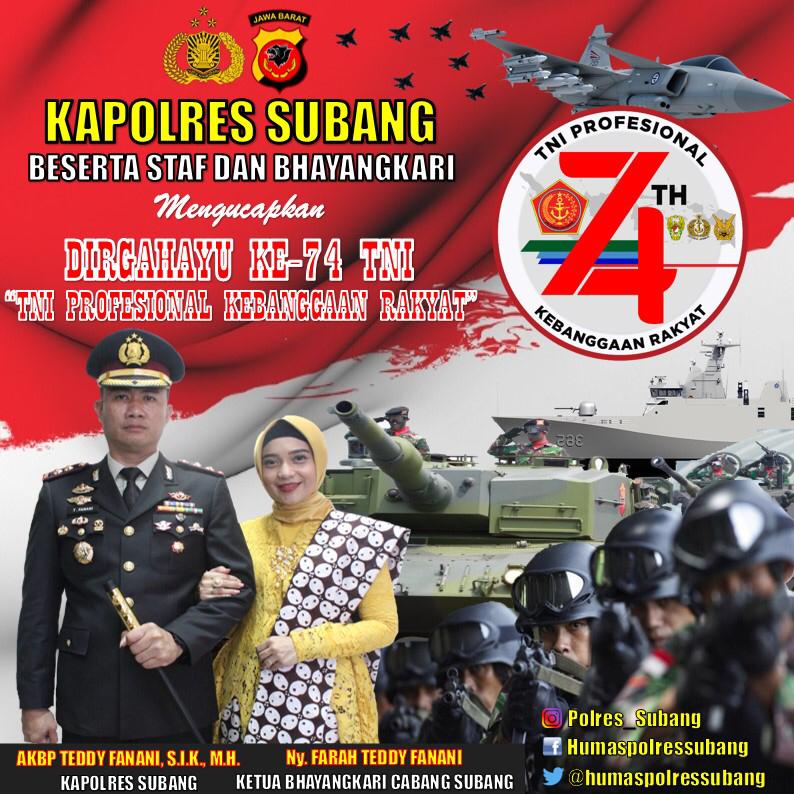 JAWA BARAT
KAPOLRES SUBANG
BESERTA STAF DAN BHAYANGKARI
Mengucapkan
DIRGAHAYU KE-74 TNI
“TNI PROFESIONAL KEBANGGAAN RAKYAT”
TNI PROFESIONAL
74TH
KEBANGGAAN RAKYAT
T. FANANI
AKBP TEDDY FANANI, S.I.K., M.H.
KAPOLRES SUBANG
Ny. FARAH TEDDY FANANI
KETUA BHAYANGKARI CABANG SUBANG
Polres_Subang
Humaspolressubang
@humaspolressubang